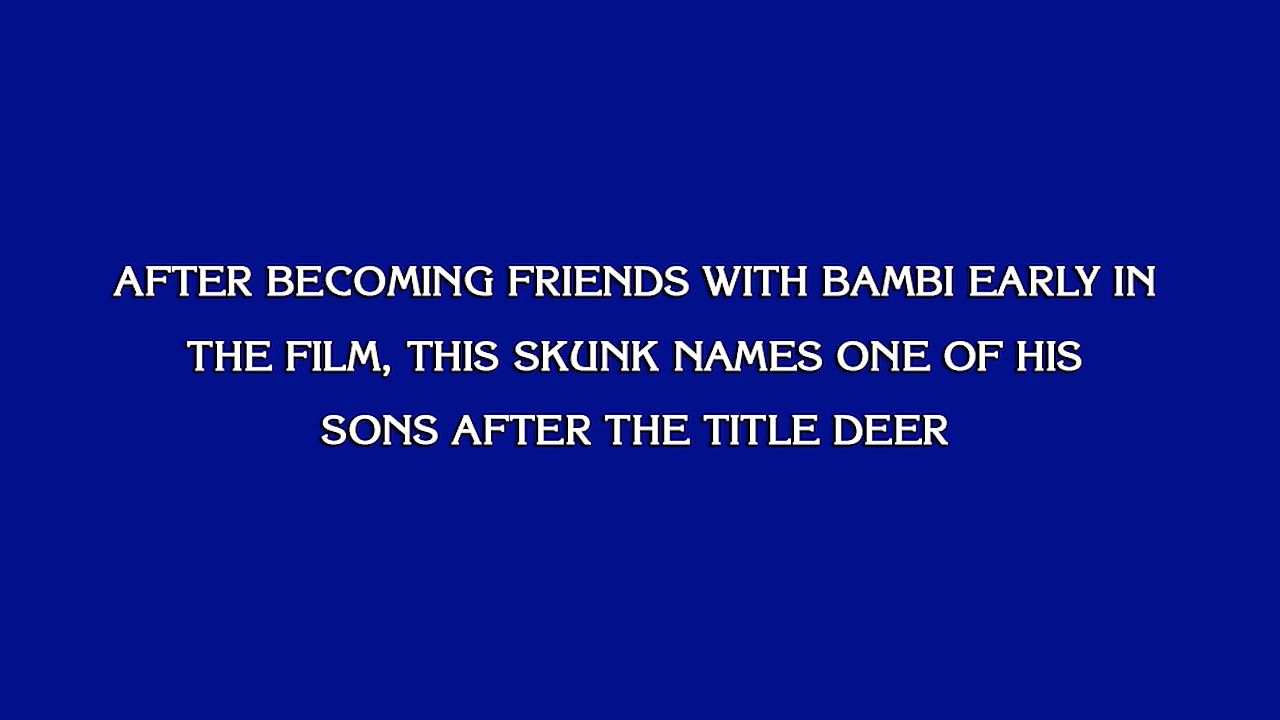 AFTER BECOMING FRIENDS WITH BAMBI EARLY IN
THE FILM, THIS SKUNK NAMES ONE OF HIS
SONS AFTER THE TITLE DEER